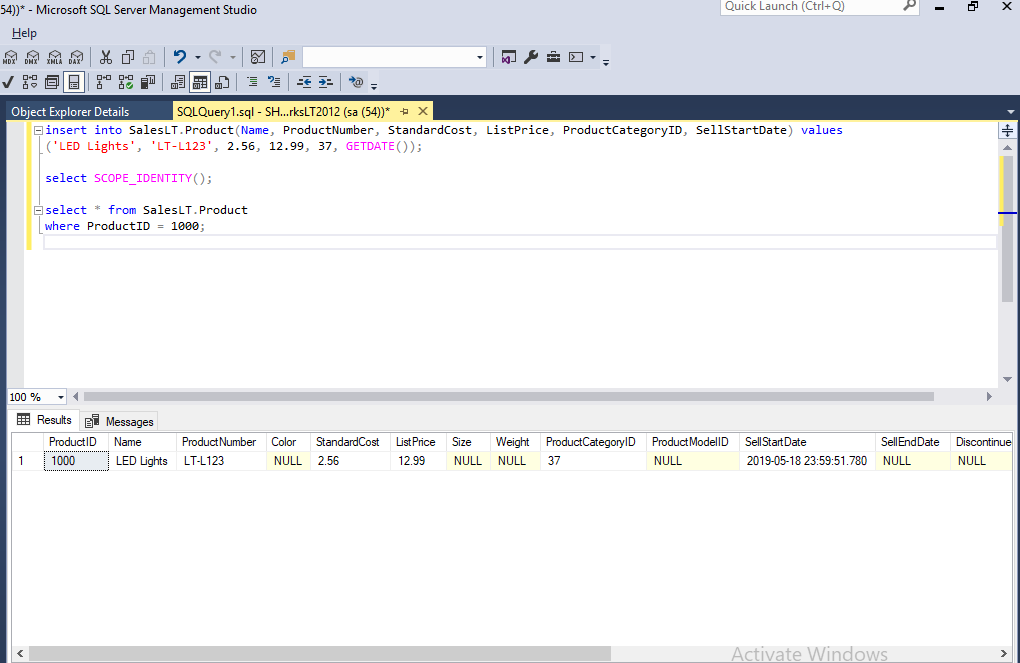 54))* - Microsoft SQL Server Management Studio
Quick Launch (Ctrl+Q)
Help
MDX DMX XMLA DAX
Object Explorer Details
SQLQuery1.sql - SH...rksLT2012 (sa (54))*
insert into SalesLT.Product(Name, ProductNumber, StandardCost, ListPrice, ProductCategoryID, SellStartDate) values
('LED Lights', 'LT-L123', 2.56, 12.99, 37, GETDATE());
select SCOPE_IDENTITY();
select * from SalesLT.Product
where ProductID = 1000;
100 %
Results Messages
ProductID Name ProductNumber Color StandardCost ListPrice Size Weight ProductCategoryID ProductModelID SellStartDate SellEndDate Discontinue
1 1000 LED Lights LT-L123 NULL 2.56 12.99 NULL NULL 37 NULL 2019-05-18 23:59:51.780 NULL NULL
Activate Windows